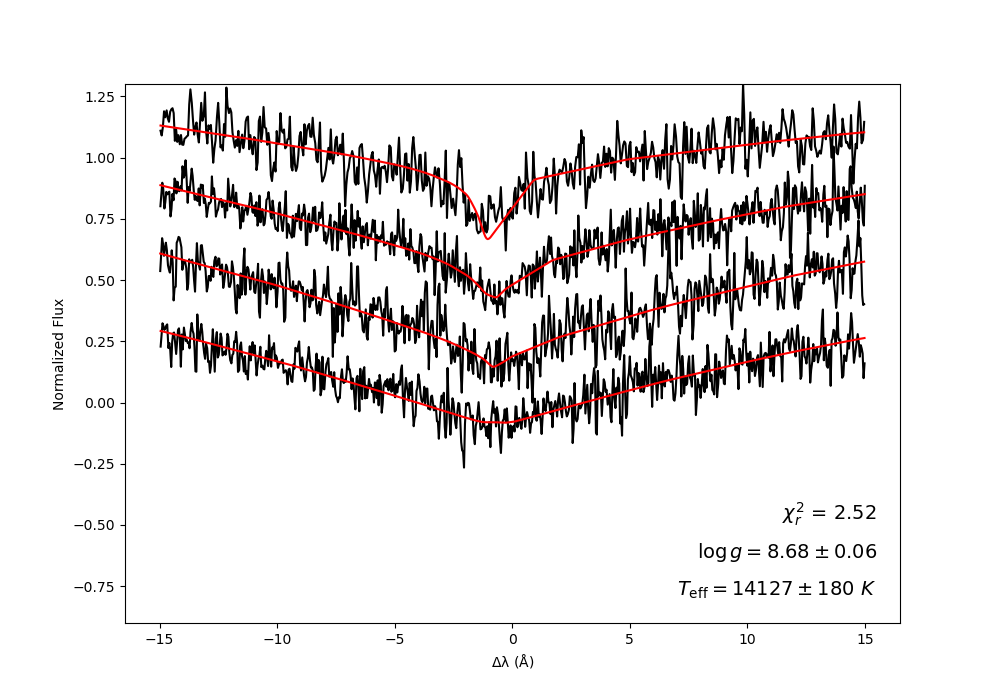 1.25
1.00
0.75
0.50
0.25
0.00
−0.25
−0.50
−0.75
Normalized Flux
χ²ᵣ = 2.52
log g = 8.68 ± 0.06
T_eff = 14127 ± 180 K
−15 −10 −5 0 5 10 15
Δλ (Å)